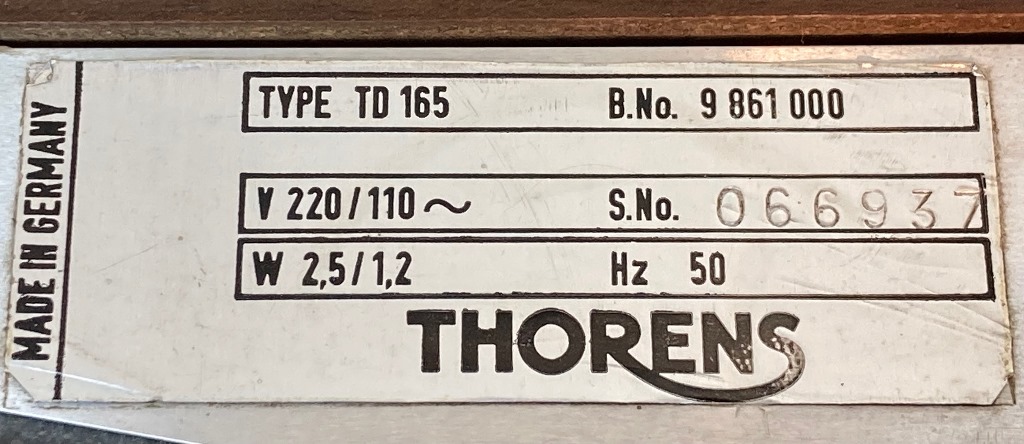 MADE IN GERMANY
TYPE TD 165 B.No. 9 861 000
V 220/110~ S.No. 066937
W 2,5/1,2 Hz 50
THORENS